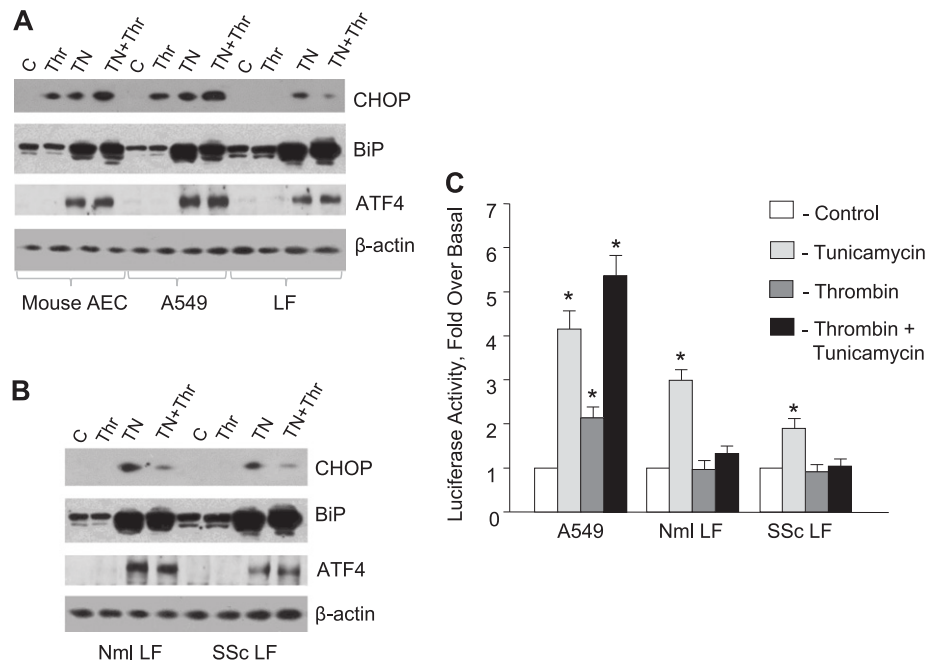 A
C Thr TN TN+Thr C Thr TN TN+Thr C Thr TN TN+Thr
CHOP
BiP
ATF4
β-actin
Mouse AEC A549 LF
B
C Thr TN TN+Thr C Thr TN TN+Thr
CHOP
BiP
ATF4
β-actin
Nml LF SSc LF
C
Luciferase Activity, Fold Over Basal
7
6
5
4
3
2
1
0
* * * * * *
A549 Nml LF SSc LF
- Control
- Tunicamycin
- Thrombin
- Thrombin +
Tunicamycin